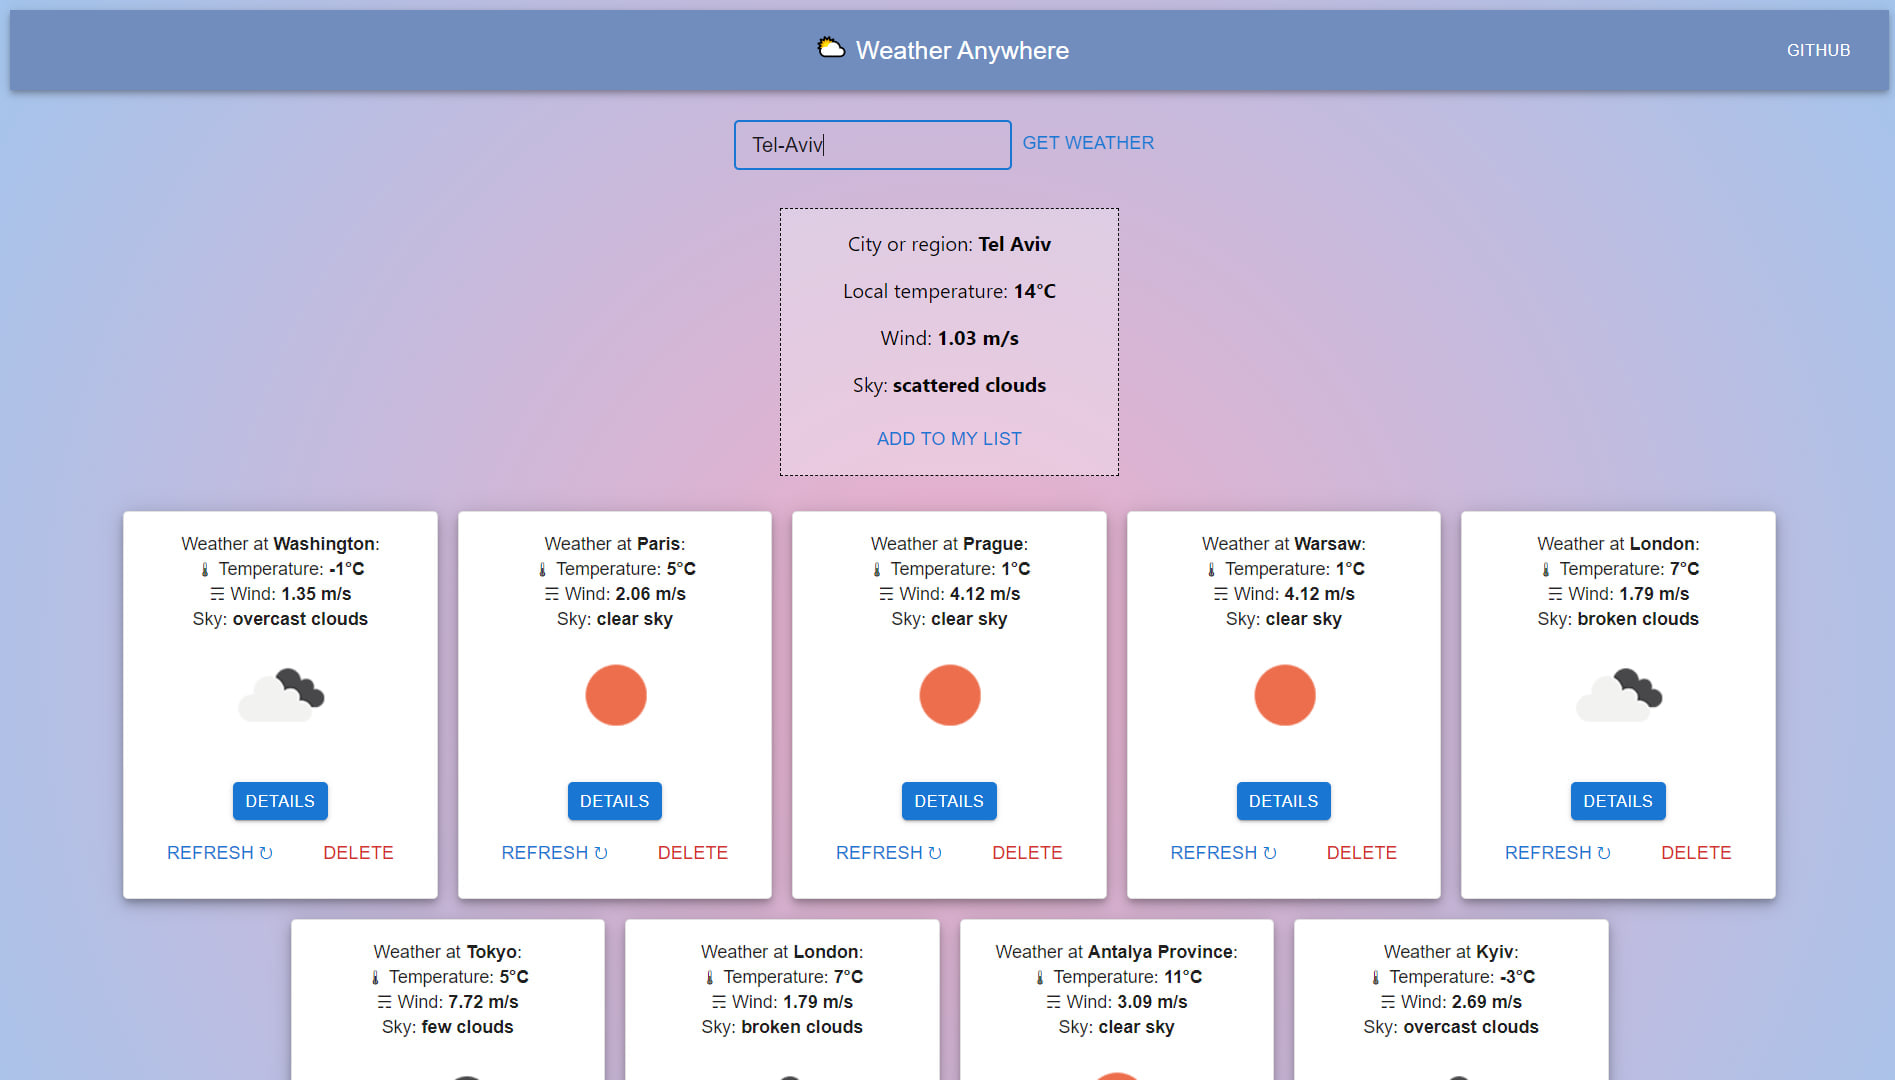 Weather Anywhere
GITHUB
Tel-Aviv
GET WEATHER
City or region: Tel Aviv
Local temperature: 14°C
Wind: 1.03 m/s
Sky: scattered clouds
ADD TO MY LIST
Weather at Washington:
🌡 Temperature: -1°C
☴ Wind: 1.35 m/s
Sky: overcast clouds
DETAILS
REFRESH ↻ DELETE
Weather at Paris:
🌡 Temperature: 5°C
☴ Wind: 2.06 m/s
Sky: clear sky
DETAILS
REFRESH ↻ DELETE
Weather at Prague:
🌡 Temperature: 1°C
☴ Wind: 4.12 m/s
Sky: clear sky
DETAILS
REFRESH ↻ DELETE
Weather at Warsaw:
🌡 Temperature: 1°C
☴ Wind: 4.12 m/s
Sky: clear sky
DETAILS
REFRESH ↻ DELETE
Weather at London:
🌡 Temperature: 7°C
☴ Wind: 1.79 m/s
Sky: broken clouds
DETAILS
REFRESH ↻ DELETE
Weather at Tokyo:
🌡 Temperature: 5°C
☴ Wind: 7.72 m/s
Sky: few clouds
Weather at London:
🌡 Temperature: 7°C
☴ Wind: 1.79 m/s
Sky: broken clouds
Weather at Antalya Province:
🌡 Temperature: 11°C
☴ Wind: 3.09 m/s
Sky: clear sky
Weather at Kyiv:
🌡 Temperature: -3°C
☴ Wind: 2.69 m/s
Sky: overcast clouds